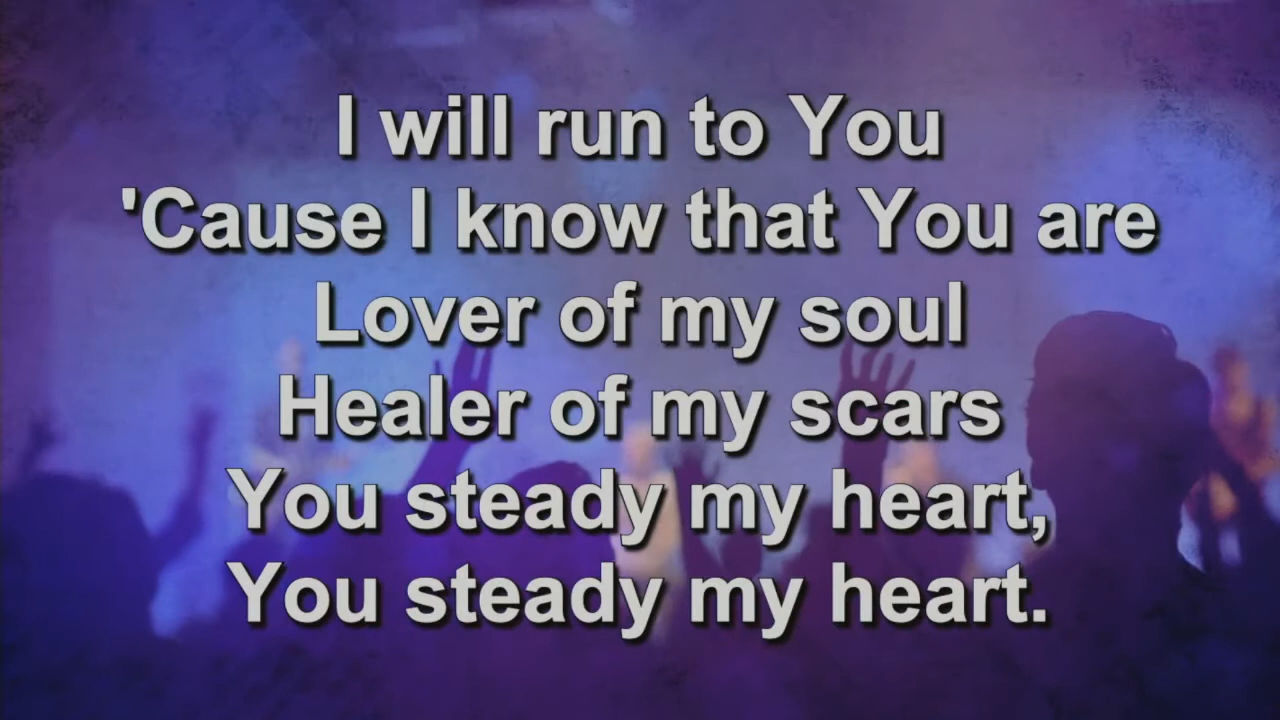 I will run to You
'Cause I know that You are
Lover of my soul
Healer of my scars
You steady my heart,
You steady my heart.